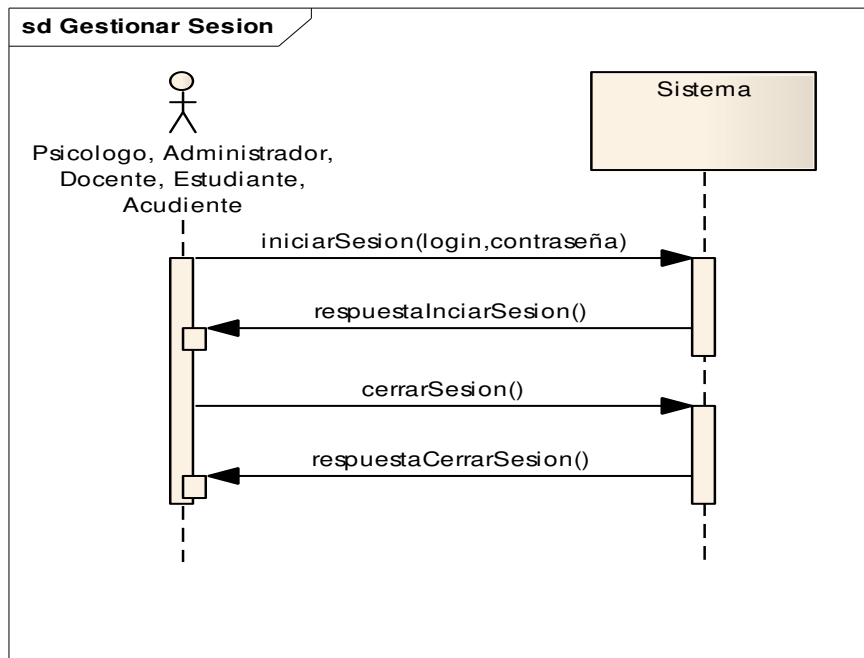 sd Gestionar Sesion
Psicologo, Administrador,
Docente, Estudiante,
Acudiente
Sistema
iniciarSesion(login,contraseña)
respuestaInciarSesion()
cerrarSesion()
respuestaCerrarSesion()